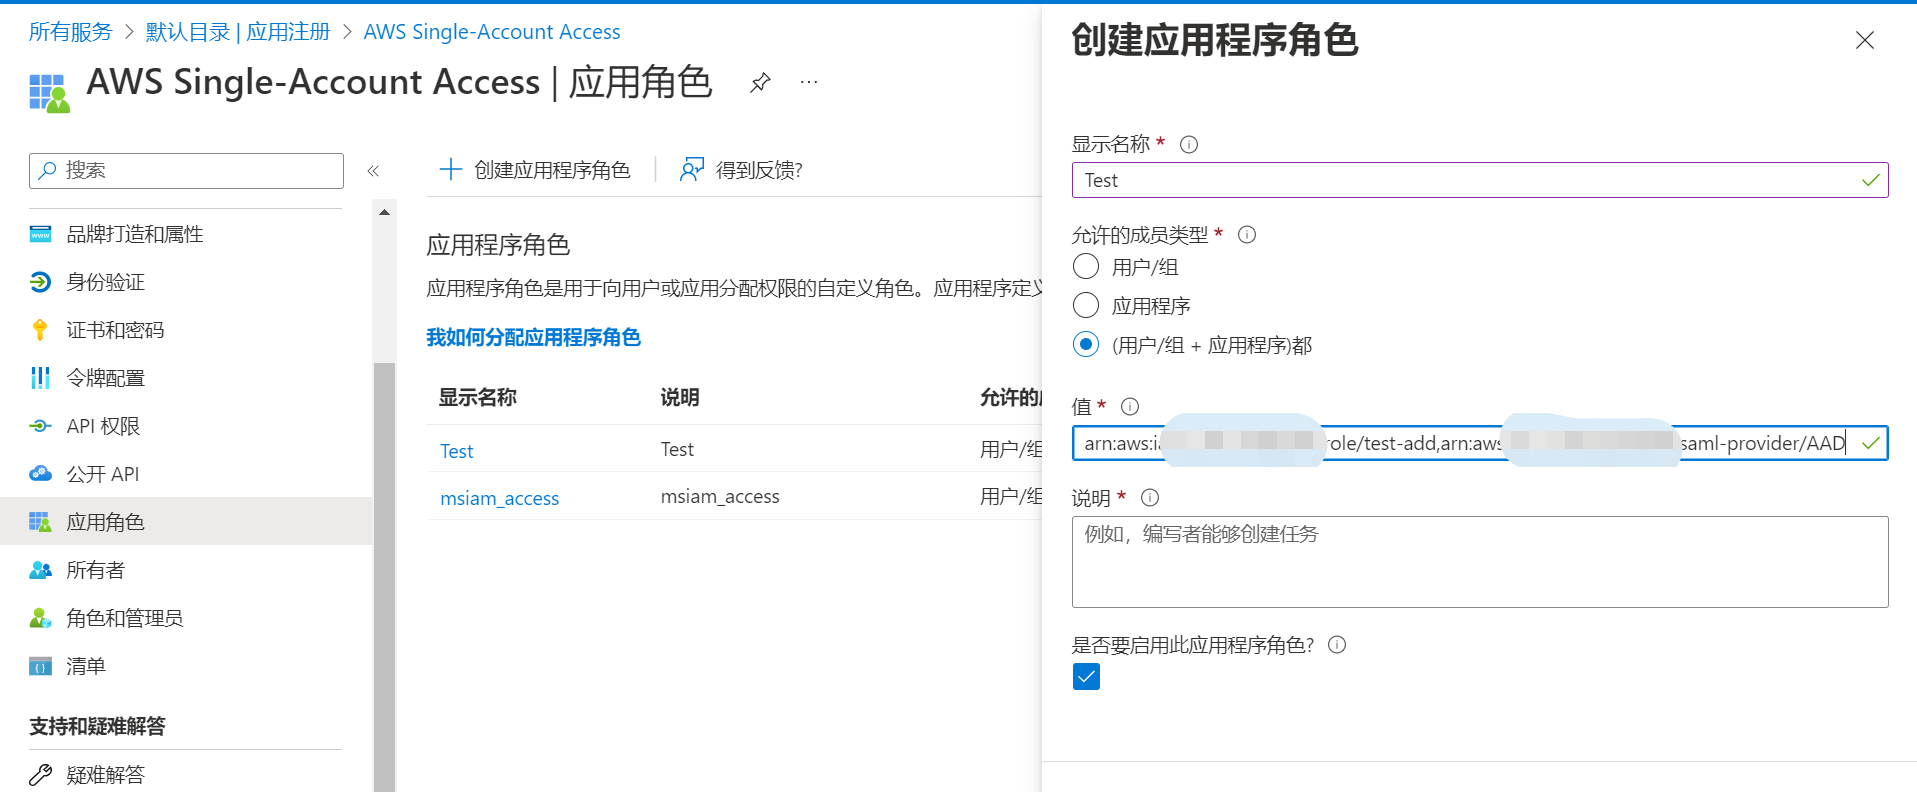 所有服务 > 默认目录 | 应用注册 > AWS Single-Account Access
AWS Single-Account Access | 应用角色
搜索
品牌打造和属性
身份验证
证书和密码
令牌配置
API 权限
公开 API
应用角色
所有者
角色和管理员
清单
支持和疑难解答
疑难解答
创建应用程序角色
得到反馈?
应用程序角色
应用程序角色是用于向用户或应用分配权限的自定义角色。应用程序定义
我如何分配应用程序角色
显示名称 说明 允许的
Test Test 用户/组
msiam_access msiam_access 用户/组
创建应用程序角色
显示名称 *
Test
允许的成员类型 *
用户/组
应用程序
(用户/组 + 应用程序)都
值 *
arn:aws:i role/test-add,arn:aws saml-provider/AAD
说明 *
例如，编写者能够创建任务
是否要启用此应用程序角色?